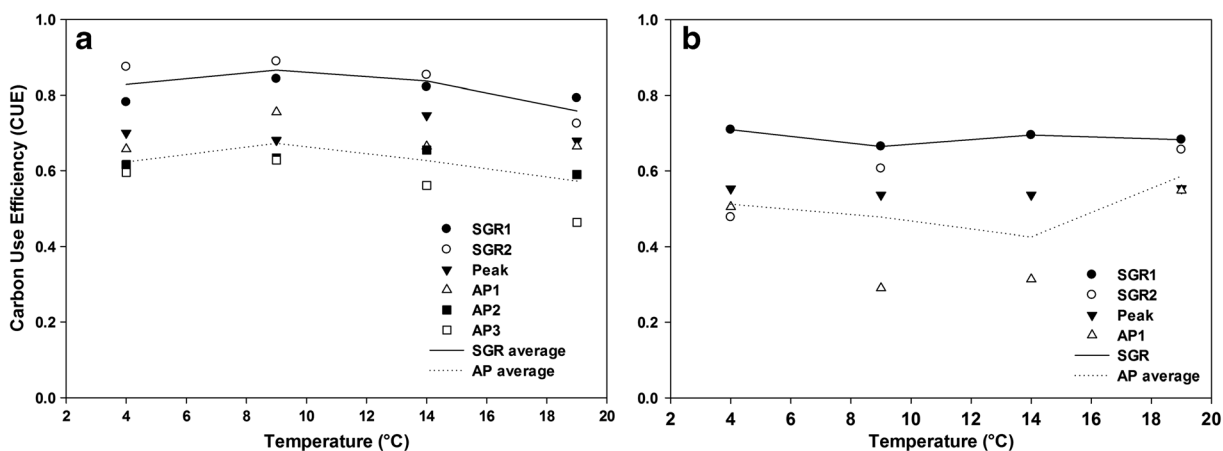 a
Carbon Use Efficiency (CUE)
1.0
0.8
0.6
0.4
0.2
0.0
SGR1
SGR2
Peak
AP1
AP2
AP3
SGR average
AP average
2 4 6 8 10 12 14 16 18 20
Temperature (°C)
b
1.0
0.8
0.6
0.4
0.2
0.0
SGR1
SGR2
Peak
AP1
SGR
AP average
2 4 6 8 10 12 14 16 18 20
Temperature (°C)